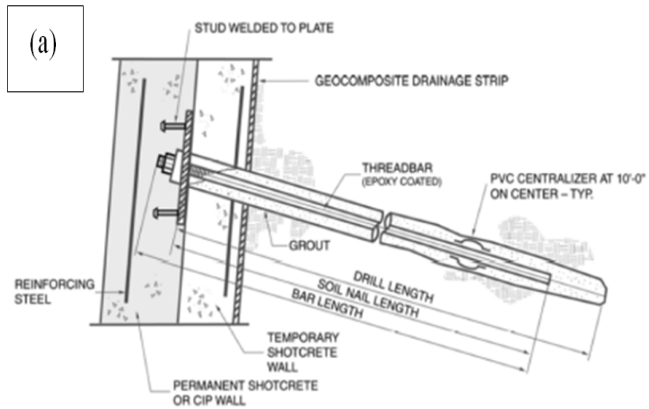 (a)
STUD WELDED TO PLATE
GEOCOMPOSITE DRAINAGE STRIP
THREADBAR
(EPOXY COATED)
PVC CENTRALIZER AT 10'-0"
ON CENTER – TYP.
GROUT
DRILL LENGTH
SOIL NAIL LENGTH
BAR LENGTH
REINFORCING
STEEL
TEMPORARY
SHOTCRETE
WALL
PERMANENT SHOTCRETE
OR CIP WALL